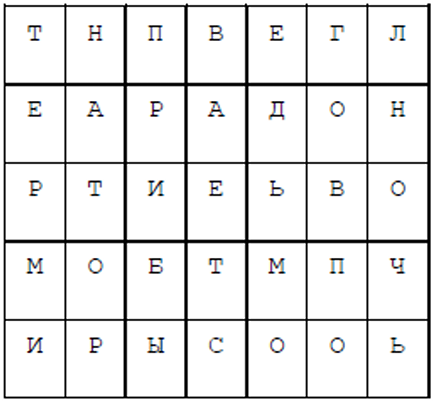 Т Н П В Е Г Л
Е А Р А Д О Н
Р Т И Е Ь В О
М О Б Т М П Ч
И Р Ы С О О Ь